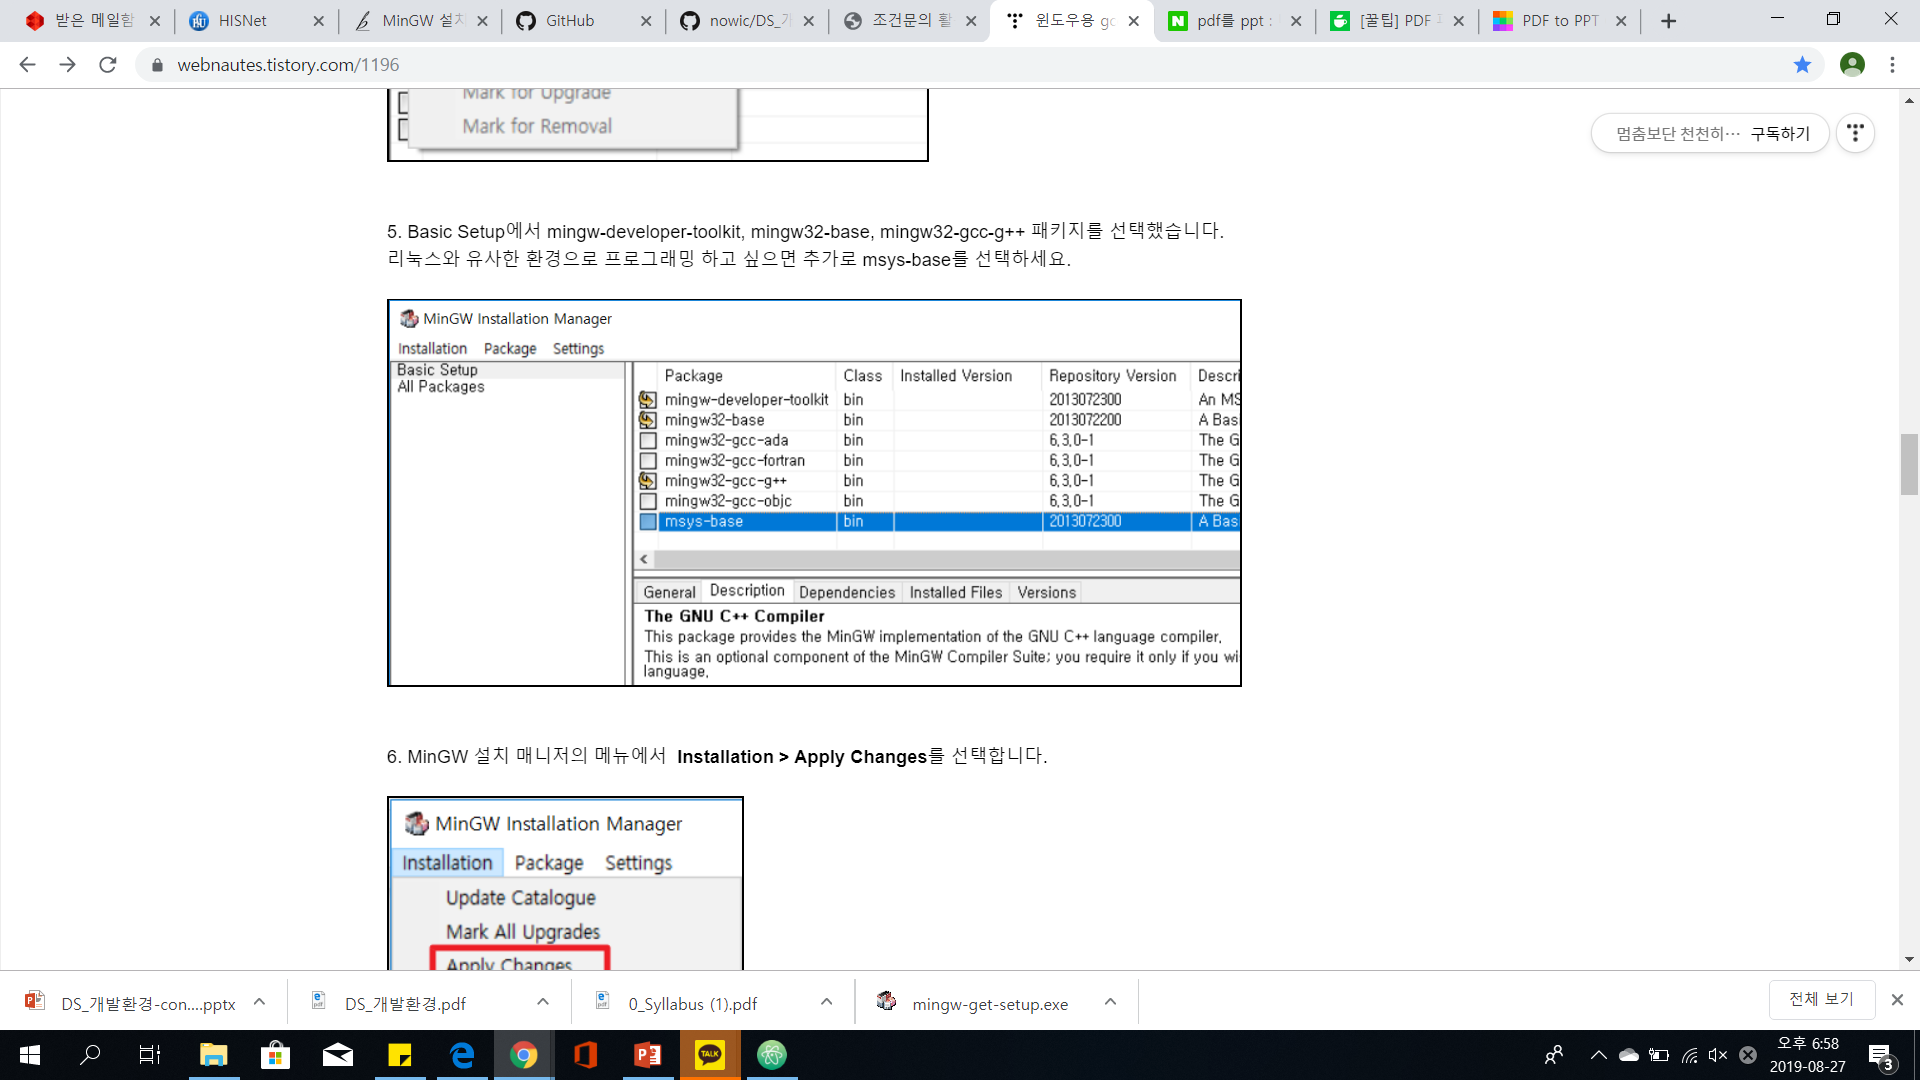 받은 메일함
HISNet
MinGW 설치
GitHub
nowic/DS_
조건문의 활
윈도우용 gc
pdf를 ppt :
[꿀팁] PDF
PDF to PPT
webnautes.tistory.com/1196
Mark for Upgrade
Mark for Removal
멈춤보단 천천히··· 구독하기
5. Basic Setup에서 mingw-developer-toolkit, mingw32-base, mingw32-gcc-g++ 패키지를 선택했습니다.
리눅스와 유사한 환경으로 프로그래밍 하고 싶으면 추가로 msys-base를 선택하세요.
MinGW Installation Manager
Installation Package Settings
Basic Setup
All Packages
Package Class Installed Version Repository Version Descri
mingw-developer-toolkit bin 2013072300 An MS
mingw32-base bin 2013072200 A Bas
mingw32-gcc-ada bin 6,3,0-1 The G
mingw32-gcc-fortran bin 6,3,0-1 The G
mingw32-gcc-g++ bin 6,3,0-1 The G
mingw32-gcc-objc bin 6,3,0-1 The G
msys-base bin 2013072300 A Bas
General Description Dependencies Installed Files Versions
The GNU C++ Compiler
This package provides the MinGW implementation of the GNU C++ language compiler,
This is an optional component of the MinGW Compiler Suite; you require it only if you wi
language,
6. MinGW 설치 매니저의 메뉴에서 Installation > Apply Changes를 선택합니다.
MinGW Installation Manager
Installation Package Settings
Update Catalogue
Mark All Upgrades
Apply Changes
DS_개발환경-con....pptx
DS_개발환경.pdf
0_Syllabus (1).pdf
mingw-get-setup.exe
전체 보기
TALK
오후 6:58
2019-08-27
3